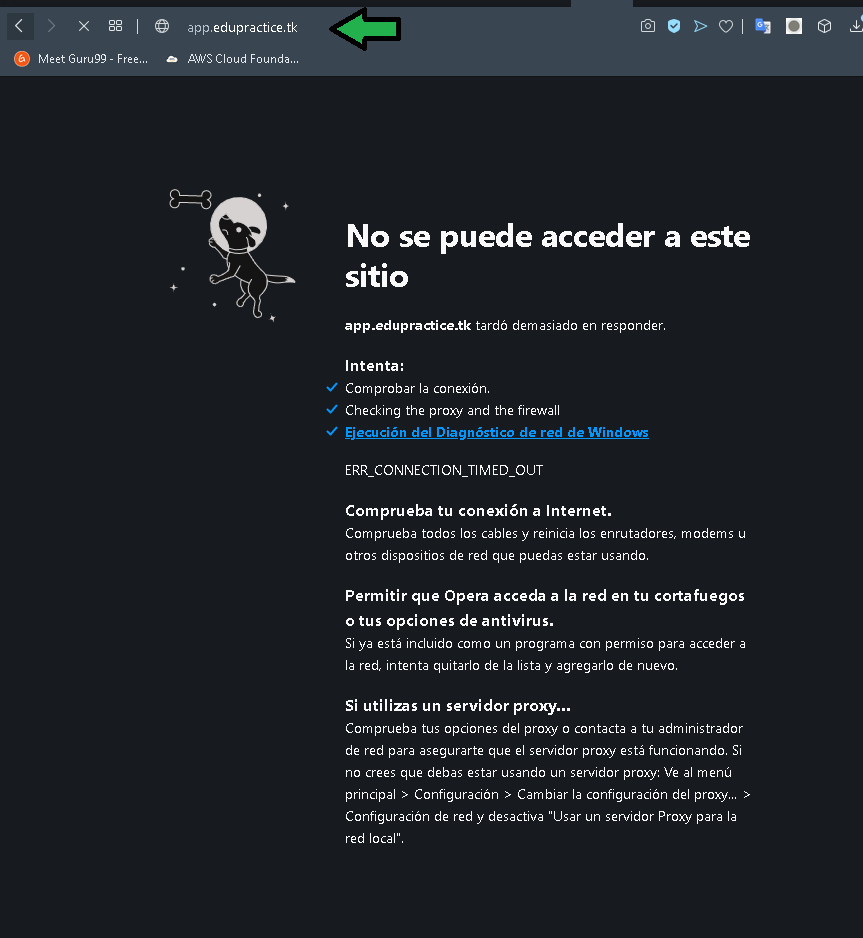 app.edupractice.tk
Meet Guru99 - Free...
AWS Cloud Founda...
No se puede acceder a este
sitio
app.edupractice.tk tardó demasiado en responder.
Intenta:
Comprobar la conexión.
Checking the proxy and the firewall
Ejecución del Diagnóstico de red de Windows
ERR_CONNECTION_TIMED_OUT
Comprueba tu conexión a Internet.
Comprueba todos los cables y reinicia los enrutadores, modems u
otros dispositios de red que puedas estar usando.
Permitir que Opera acceda a la red en tu cortafuegos
o tus opciones de antivirus.
Si ya está incluido como un programa con permiso para acceder a
la red, intenta quitarlo de la lista y agregarlo de nuevo.
Si utilizas un servidor proxy...
Comprueba tus opciones del proxy o contacta a tu administrador
de red para asegurarte que el servidor proxy está funcionando. Si
no crees que debas estar usando un servidor proxy: Ve al menú
principal > Configuración > Cambiar la configuración del proxy... >
Configuración de red y desactiva "Usar un servidor Proxy para la
red local".